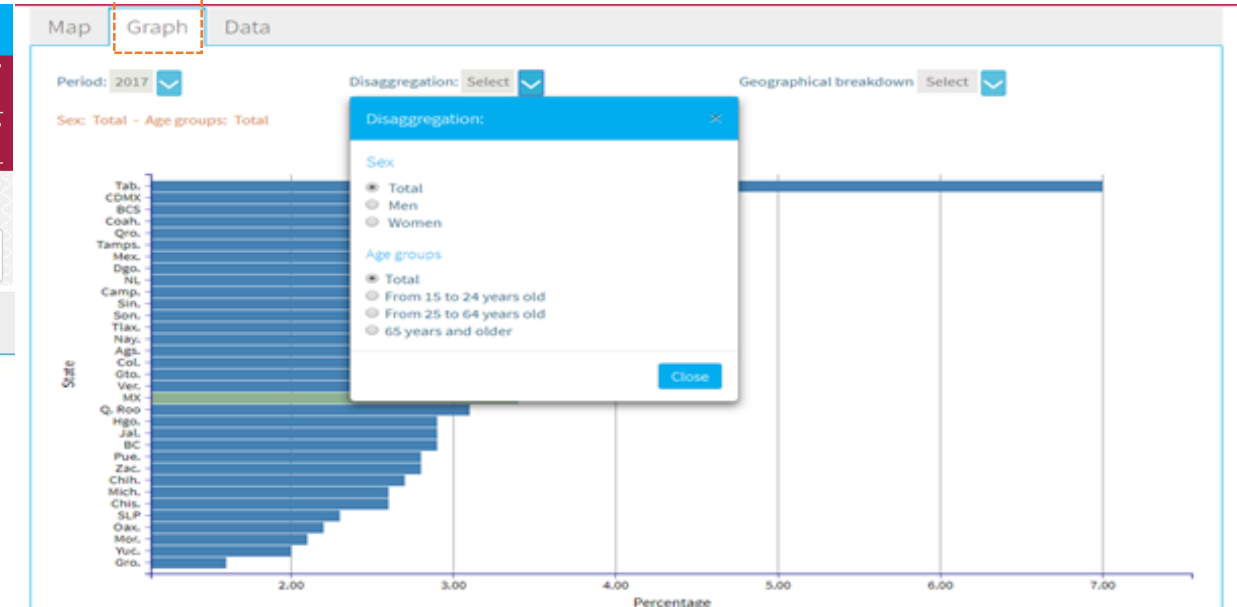 Map Graph Data
Period: 2017 Disaggregation: Select Geographical breakdown Select
Sex: Total - Age groups: Total
Disaggregation: ×
Sex
Total
Men
Women
Age groups
Total
From 15 to 24 years old
From 25 to 64 years old
65 years and older
Close
State
Tab.
CDMX
BCS
Coah.
Qro.
Tamps.
Mex.
Dgo.
NL
Camp.
Sin.
Son.
Tlax.
Nay.
Ags.
Col.
Gto.
Ver.
MX
Q. Roo
Hgo.
Jal.
BC
Pue.
Zac.
Chih.
Mich.
Chis.
SLP
Oax.
Mor.
Yuc.
Gro.
2.00 3.00 4.00 5.00 6.00 7.00
Percentage